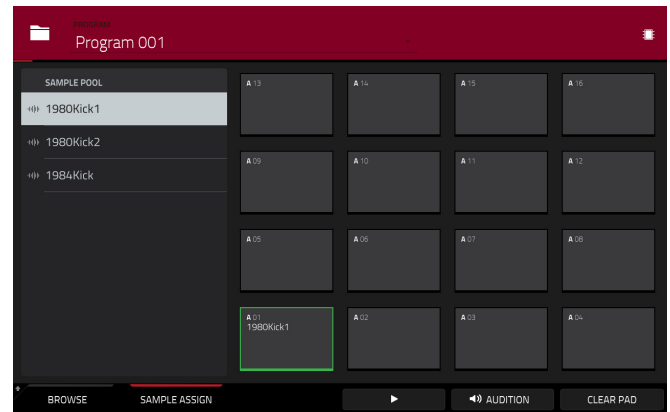 PROGRAM
Program 001
SAMPLE POOL
1980Kick1
1980Kick2
1984Kick
A 13
A 14
A 15
A 16
A 09
A 10
A 11
A 12
A 05
A 06
A 07
A 08
A 01
1980Kick1
A 02
A 03
A 04
BROWSE
SAMPLE ASSIGN
AUDITION
CLEAR PAD